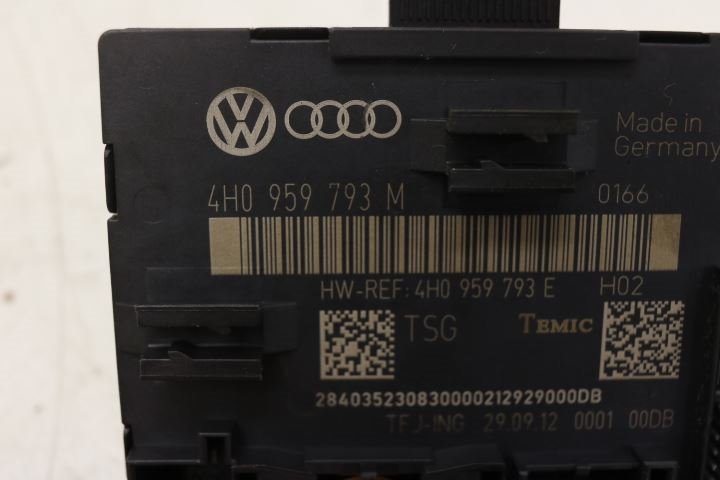 Made in
Germany
4H0 959 793 M 0166
HW-REF: 4H0 959 793 E H02
TSG TEMIC
2840352308300000212929000DB
TFJ-ING 29.09.12 0001 00DB